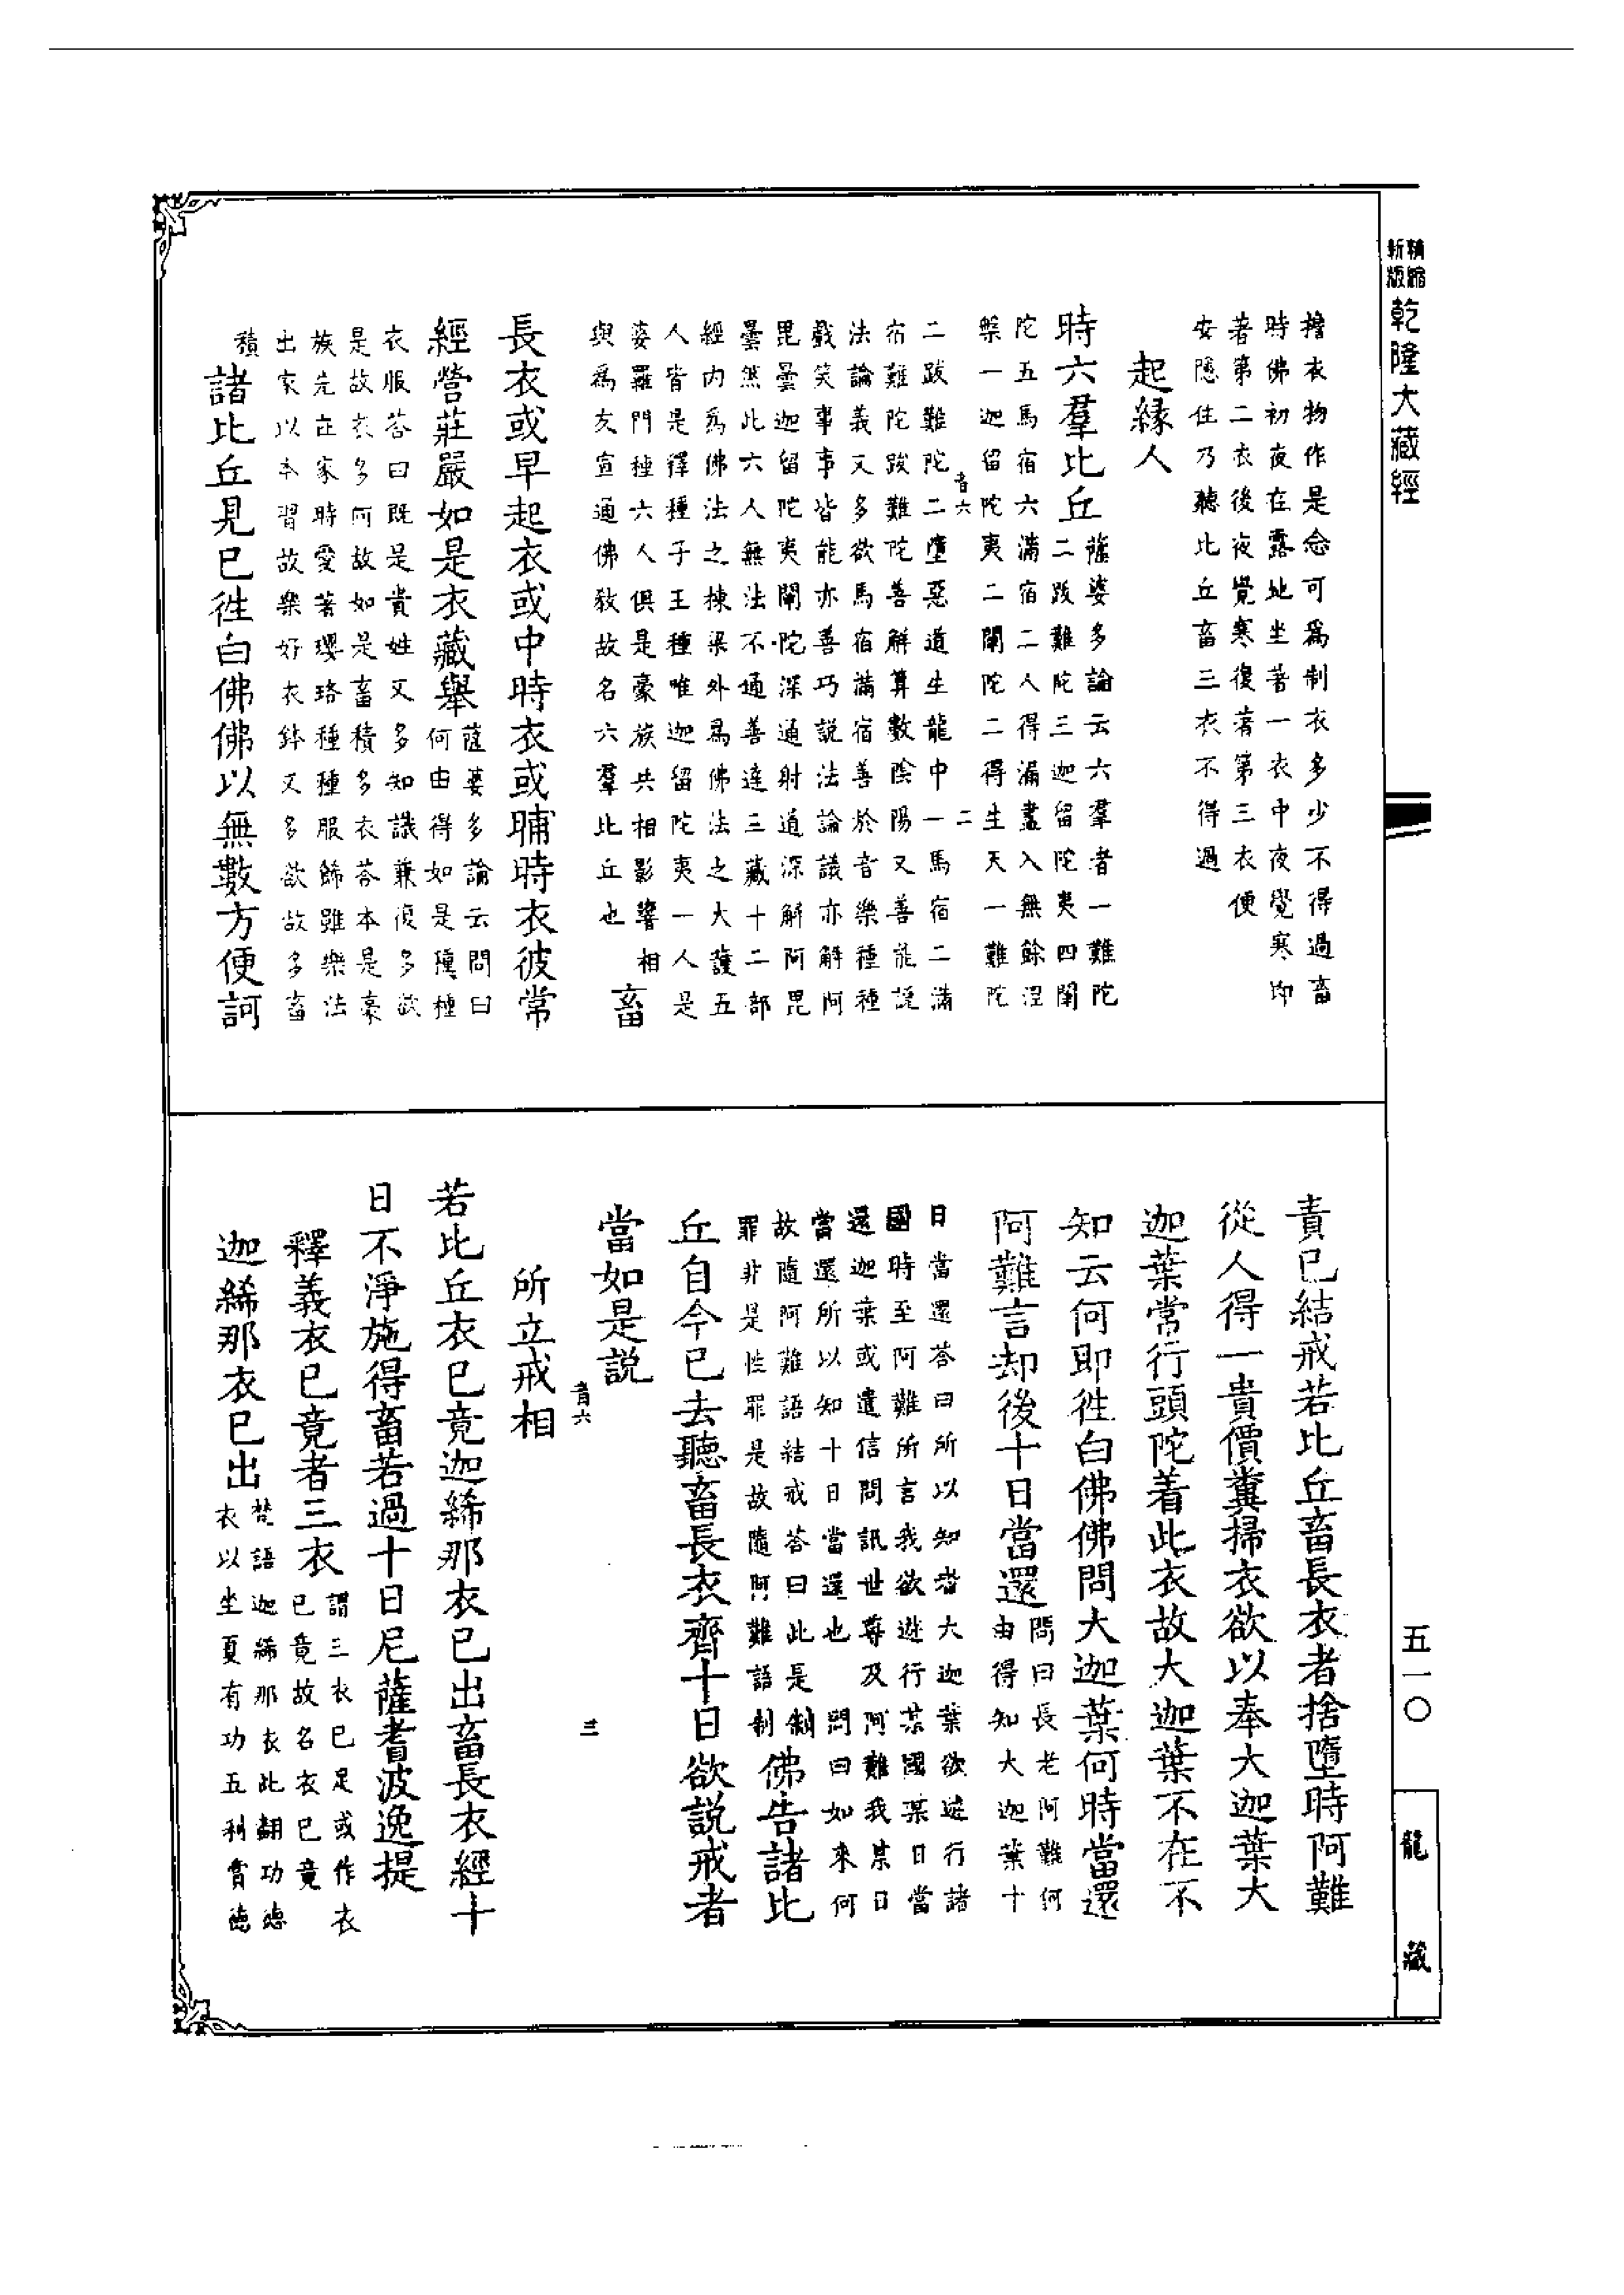 精縮新版乾隆大藏經
擔衣物作是念可為制衣多少不得過畜
時佛初夜在露地坐著一衣中夜覺寒即
著第二衣後夜覺寒復著第三衣便
安隱住乃聽比丘畜三衣不得過
起緣人
時六羣比丘
薩婆多論云六羣者一難陀
二跋難陀三迦留陀夷四闡
陀五馬宿六滿宿二人得漏盡入無餘涅
槃一迦留陀夷二闡陀二得生天一難陀
二跋難陀二墮惡道生龍中一馬宿二滿
宿難陀跋難陀善解算數陰陽又善能說
法論義又多欲馬宿滿宿善於音樂種種
戲笑事事皆能亦善巧說法論議亦解阿
毘曇迦留陀夷闡陀深通射道深解阿毘
曇然此六人無法不通善達三藏十二部
經內為佛法之棟梁外為佛法之大護五
人皆是釋種子王種唯迦留陀夷一人是
婆羅門種六人俱是豪族共相影響相
與為友宣通佛教故名六羣比丘也
畜
長衣或早起衣或中時衣或晡時衣彼常
經營莊嚴如是衣藏舉
薩婆多論云問曰
何由得如是種種
衣服答曰既是貴姓又多知識兼復多欲
是故衣多何故如是畜積多衣答本是豪
族先在家時愛著瓔珞種種服飾雖樂法
出家以本習故樂好衣鉢又多欲故多畜
積
諸比丘見已往白佛佛以無數方便訶
音六
二
責已結戒若比丘畜長衣者捨墮時阿難
從人得一貴價糞掃衣欲以奉大迦葉大
迦葉常行頭陀着此衣故大迦葉不在不
知云何即往白佛佛問大迦葉何時當還
阿難言却後十日當還
問曰長老阿難何
由得知大迦葉十
日當還答曰所以知者大迦葉欲遊行諸
國時至阿難所言我欲遊行某國某日當
還迦葉或遣信問訊世尊及阿難我某日
當還所以知十日當還也問曰如來何
故隨阿難語結戒答曰此是制
罪非是性罪是故隨阿難語制
佛告諸比
丘自今已去聽畜長衣齊十日欲說戒者
當如是說
音六
三
所立戒相
若比丘衣已竟迦絺那衣已出畜長衣經十
日不淨施得畜若過十日尼薩耆波逸提
釋義衣已竟者三衣
謂三衣已足或作衣
已竟故名衣已竟
迦絺那衣已出
梵語迦絺那衣此翻功德
衣以坐夏有功五利賞德
五一〇
龍藏